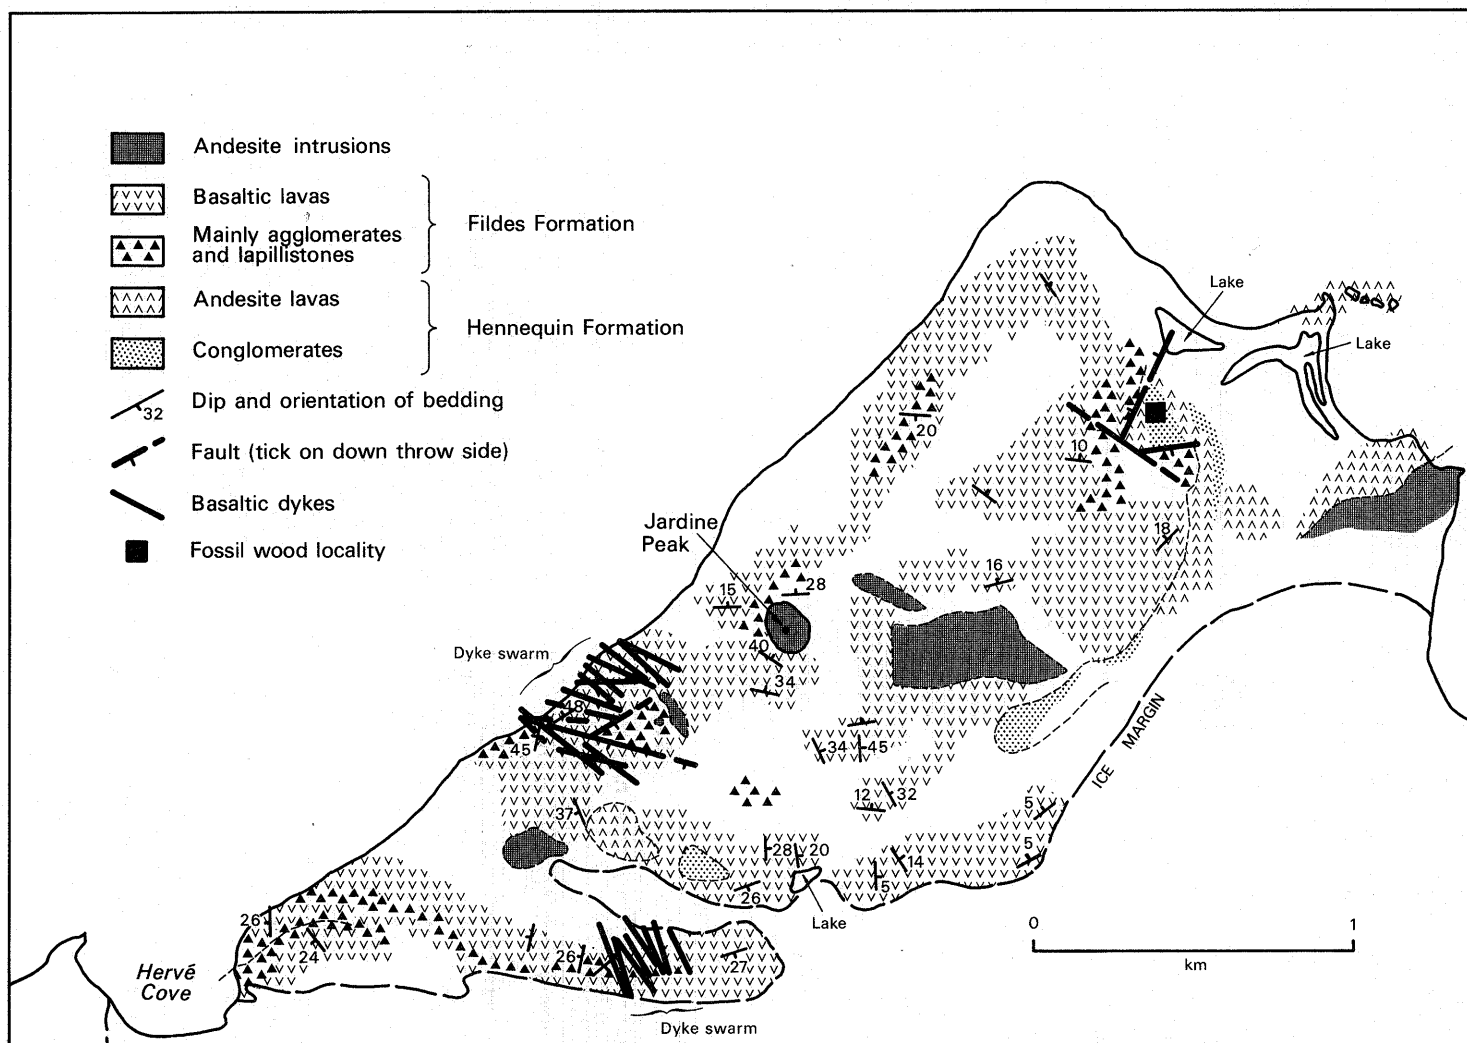 Andesite intrusions
Basaltic lavas
Mainly agglomerates
and lapillistones
Fildes Formation
Andesite lavas
Conglomerates
Hennequin Formation
Dip and orientation of bedding
32
Fault (tick on down throw side)
Basaltic dykes
Fossil wood locality
Lake
Lake
20
10
18
16
Jardine
Peak
15
28
40
34
Dyke swarm
48
45
34
45
12
32
37
5
5
28
20
14
5
26
Lake
ICE MARGIN
26
24
26
27
Hervé
Cove
Dyke swarm
0
1
km